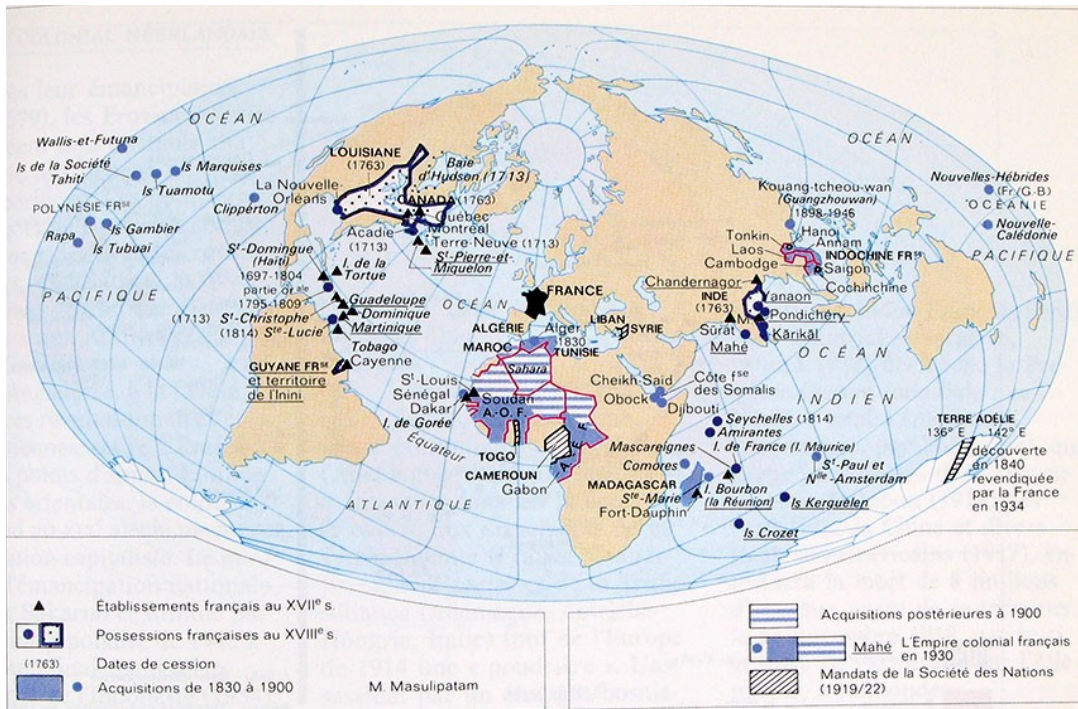 COLONIAL NÉERLANDAIS
OCÉAN
OCÉAN
Wallis-et-Futuna
Is de la Société
Tahiti
Is Marquises
Is Tuamotu
POLYNÉSIE FRSE
Is Gambier
Rapa
Is Tubuai
Clippérton
PACIFIQUE
LOUISIANE
(1763)
Baie
d'Hudson (1713)
La Nouvelle-
Orléans
CANADA (1763)
Québec
Montréal
Acadie
(1713)
Terre-Neuve (1713)
St-Pierre-et-
Miquelon
St-Domingue
(Haïti)
1697-1804
partie orale
1795-1809
I. de la
Tortue
(1713) St-Christophe
(1814) Ste-Lucie
Guadeloupe
Dominique
Martinique
Tobago
Cayenne
GUYANE FRSE
et territoire
de l'Inini
OCÉAN
ATLANTIQUE
FRANCE
ALGÉRIE
Alger
1830
MAROC
TUNISIE
LIBAN
SYRIE
Sahara
St-Louis
Sénégal
Dakar
I. de Gorée
Soudan
A.-O. F.
A. E. F.
Équateur
TOGO
CAMEROUN
Gabon
Cheikh-Saïd
Obock
Côte fse
des Somalis
Djibouti
Seychelles (1814)
Amirantes
Mascareignes
I. de France (I. Maurice)
Comores
MADAGASCAR
Ste-Marie
Fort-Dauphin
I. Bourbon
(la Réunion)
St-Paul et
Nlle-Amsterdam
Is Kerguelen
Is Crozet
Kouang-tcheou-wan
(Guangzhouwan)
1898-1946
Hanoi
Tonkin
Annam
Laos
INDOCHINE FRSE
Cambodge
Saigon
Cochinchine
Chandernagor
INDE
(1763)
M.
Yanaon
Pondichéry
Sūrat
Mahé
Kārikāl
OCÉAN
INDIEN
Nouvelles-Hébrides
(Fr/G-B)
OCÉANIE
Nouvelle-
Calédonie
PACIFIQUE
TERRE ADÉLIE
136° E 142° E
découverte
en 1840
revendiquée
par la France
en 1934
Établissements français au XVIIe s.
Possessions françaises au XVIIIe s.
(1763) Dates de cession
Acquisitions de 1830 à 1900
M. Masulipatam
Acquisitions postérieures à 1900
Mahé L'Empire colonial français
en 1930
Mandats de la Société des Nations
(1919/22)